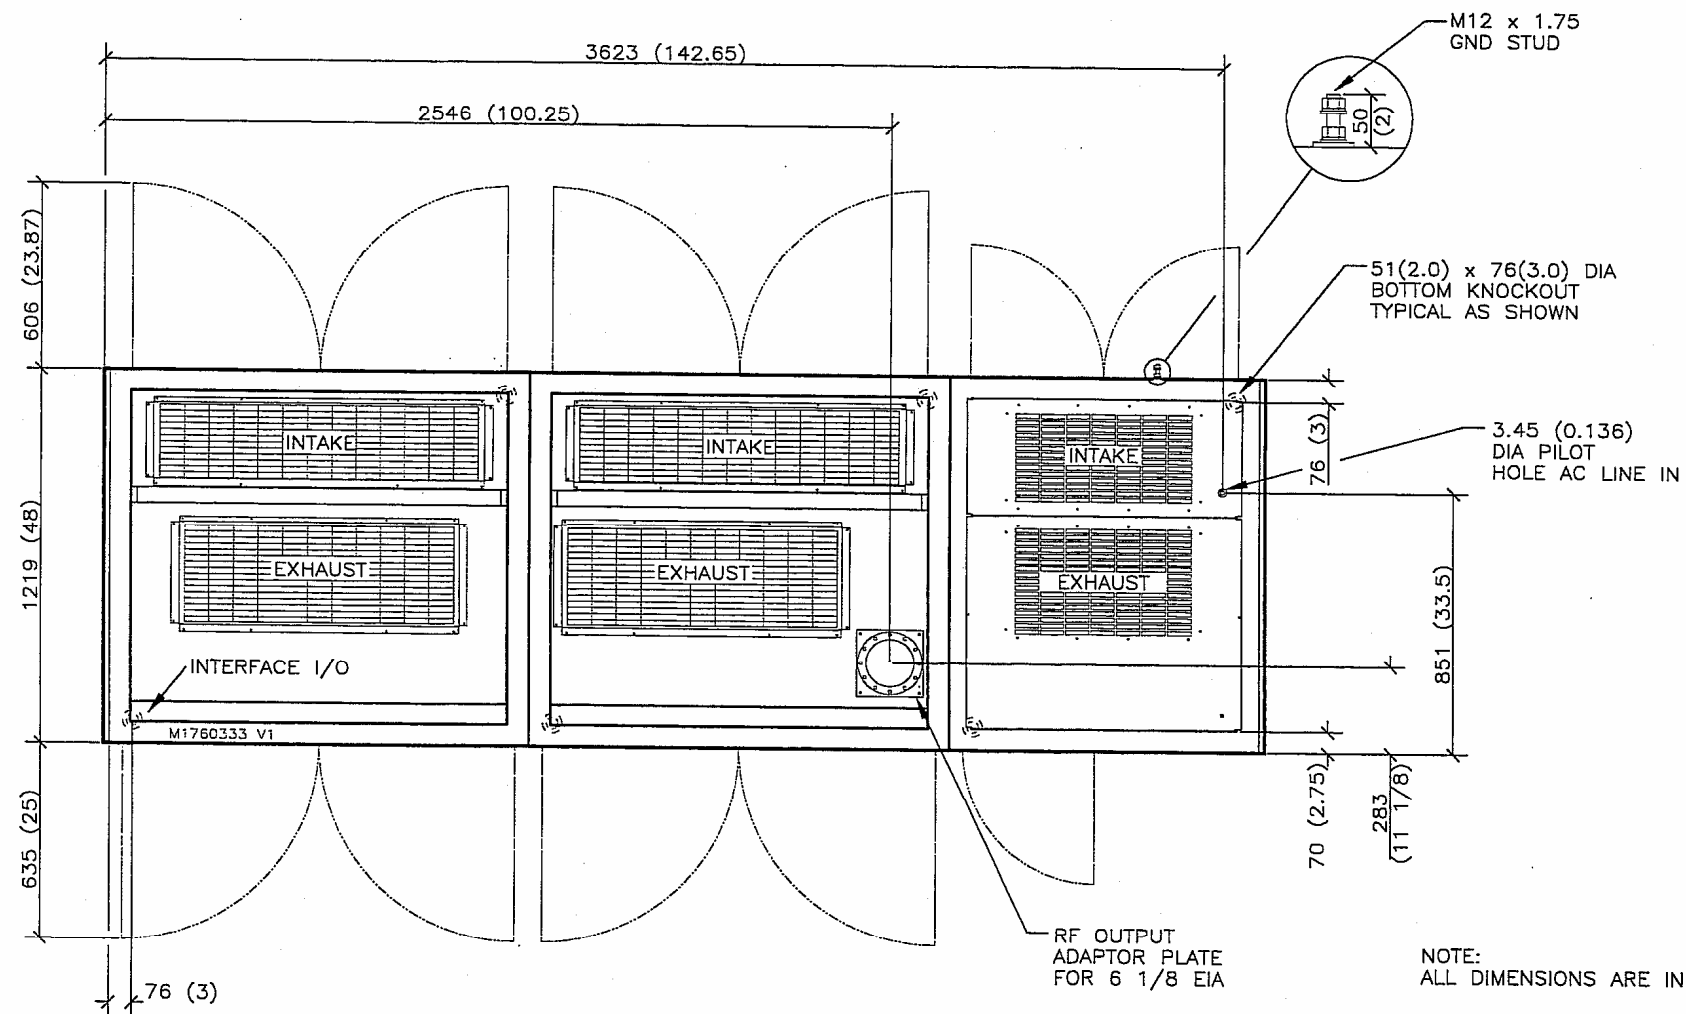 M12 x 1.75
GND STUD
3623 (142.65)
2546 (100.25)
50
(2)
606 (23.87)
51(2.0) x 76(3.0) DIA
BOTTOM KNOCKOUT
TYPICAL AS SHOWN
INTAKE
INTAKE
INTAKE
76 (3)
3.45 (0.136)
DIA PILOT
HOLE AC LINE IN
1219 (48)
EXHAUST
EXHAUST
EXHAUST
851 (33.5)
INTERFACE I/O
M1760333 V1
635 (25)
70 (2.75)
283
(11 1/8)
RF OUTPUT
ADAPTOR PLATE
FOR 6 1/8 EIA
NOTE:
ALL DIMENSIONS ARE IN
76 (3)